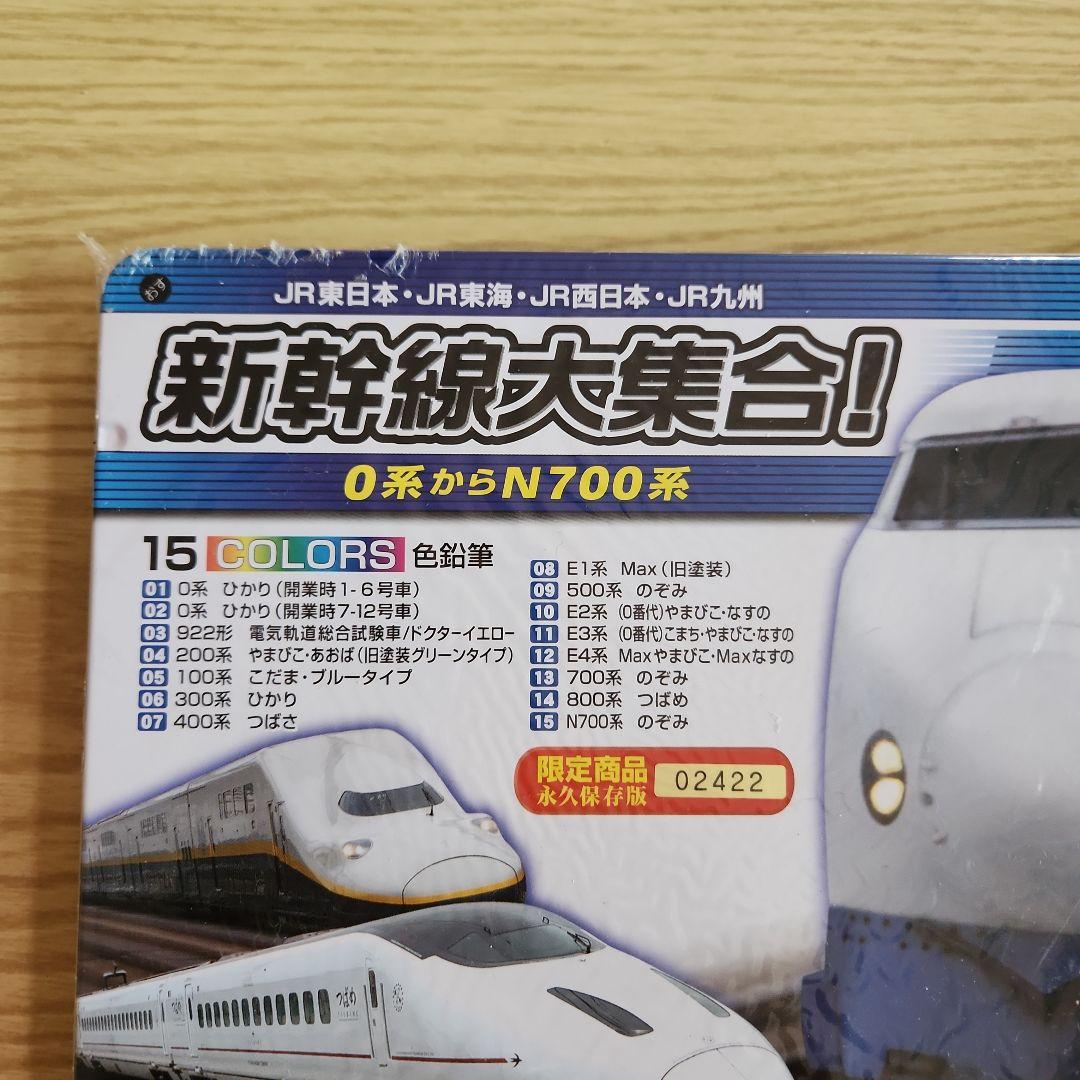 おす
JR東日本・JR東海・JR西日本・JR九州
新幹線大集合!
0系からN700系
15 COLORS 色鉛筆
01 0系 ひかり(開業時1-6号車)
02 0系 ひかり(開業時7-12号車)
03 922形 電気軌道総合試験車/ドクターイエロー
04 200系 やまびこ・あおば(旧塗装グリーンタイプ)
05 100系 こだま・ブルータイプ
06 300系 ひかり
07 400系 つばさ
08 E1系 Max(旧塗装)
09 500系 のぞみ
10 E2系 (0番代)やまびこ・なすの
11 E3系 (0番代)こまち・やまびこ・なすの
12 E4系 Maxやまびこ・Maxなすの
13 700系 のぞみ
14 800系 つばめ
15 N700系 のぞみ
限定商品
永久保存版
02422
つばめ